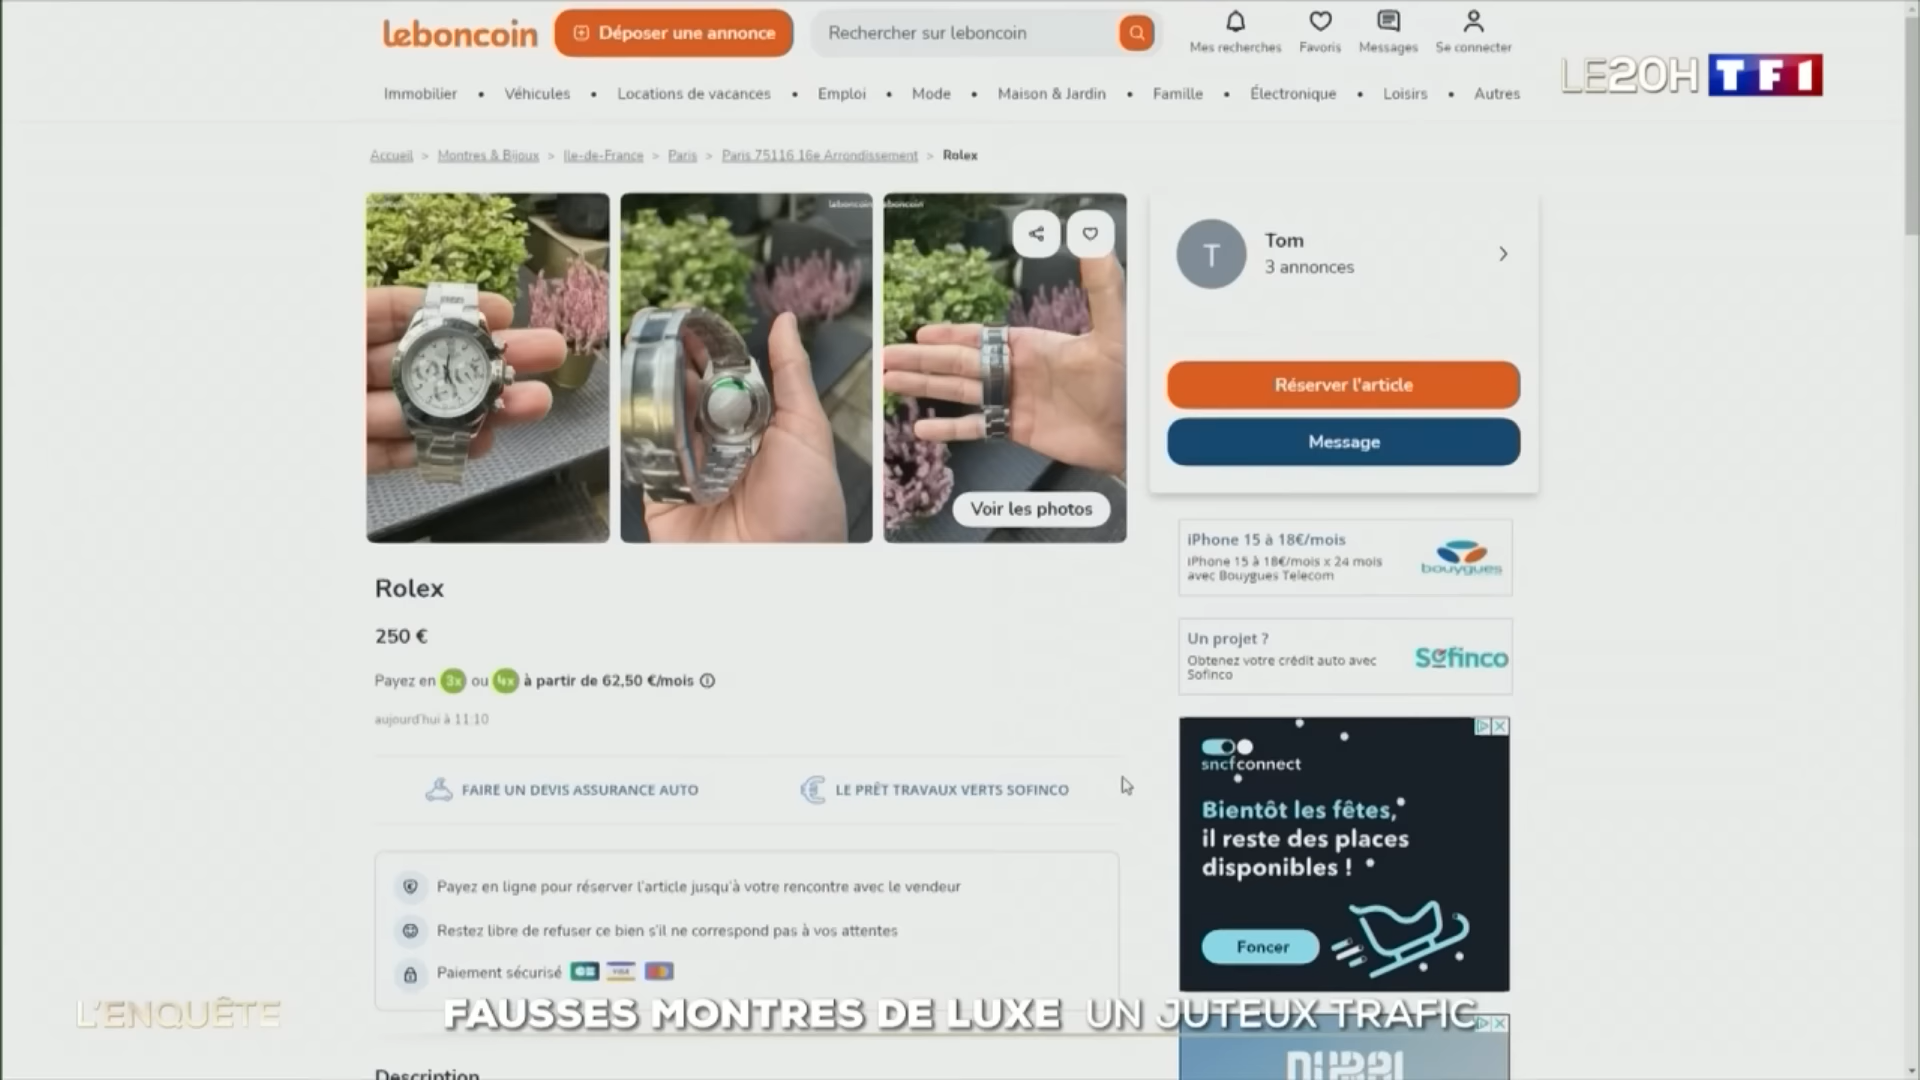 leboncoin
Déposer une annonce
Rechercher sur leboncoin
Mes recherches
Favoris
Messages
Se connecter
LE20H TF1
Immobilier • Véhicules • Locations de vacances • Emploi • Mode • Maison & Jardin • Famille • Électronique • Loisirs • Autres
Accueil > Montres & Bijoux > Ile-de-France > Paris > Paris 75116 16e Arrondissement > Rolex
leboncoin
eboncoin
Voir les photos
T
Tom
3 annonces
Réserver l'article
Message
iPhone 15 à 18€/mois
iPhone 15 à 18€/mois x 24 mois
avec Bouygues Telecom
bouygues
Un projet ?
Obtenez votre crédit auto avec
Sofinco
Sofinco
Rolex
250 €
Payez en 3x ou 4x à partir de 62,50 €/mois
aujourd'hui à 11:10
FAIRE UN DEVIS ASSURANCE AUTO
LE PRÊT TRAVAUX VERTS SOFINCO
sncfconnect
Bientôt les fêtes,
il reste des places
disponibles !
Foncer
Payez en ligne pour réserver l'article jusqu'à votre rencontre avec le vendeur
Restez libre de refuser ce bien s'il ne correspond pas à vos attentes
Paiement sécurisé CB VISA
L'ENQUÊTE
FAUSSES MONTRES DE LUXE UN JUTEUX TRAFIC
Description
DUBAI